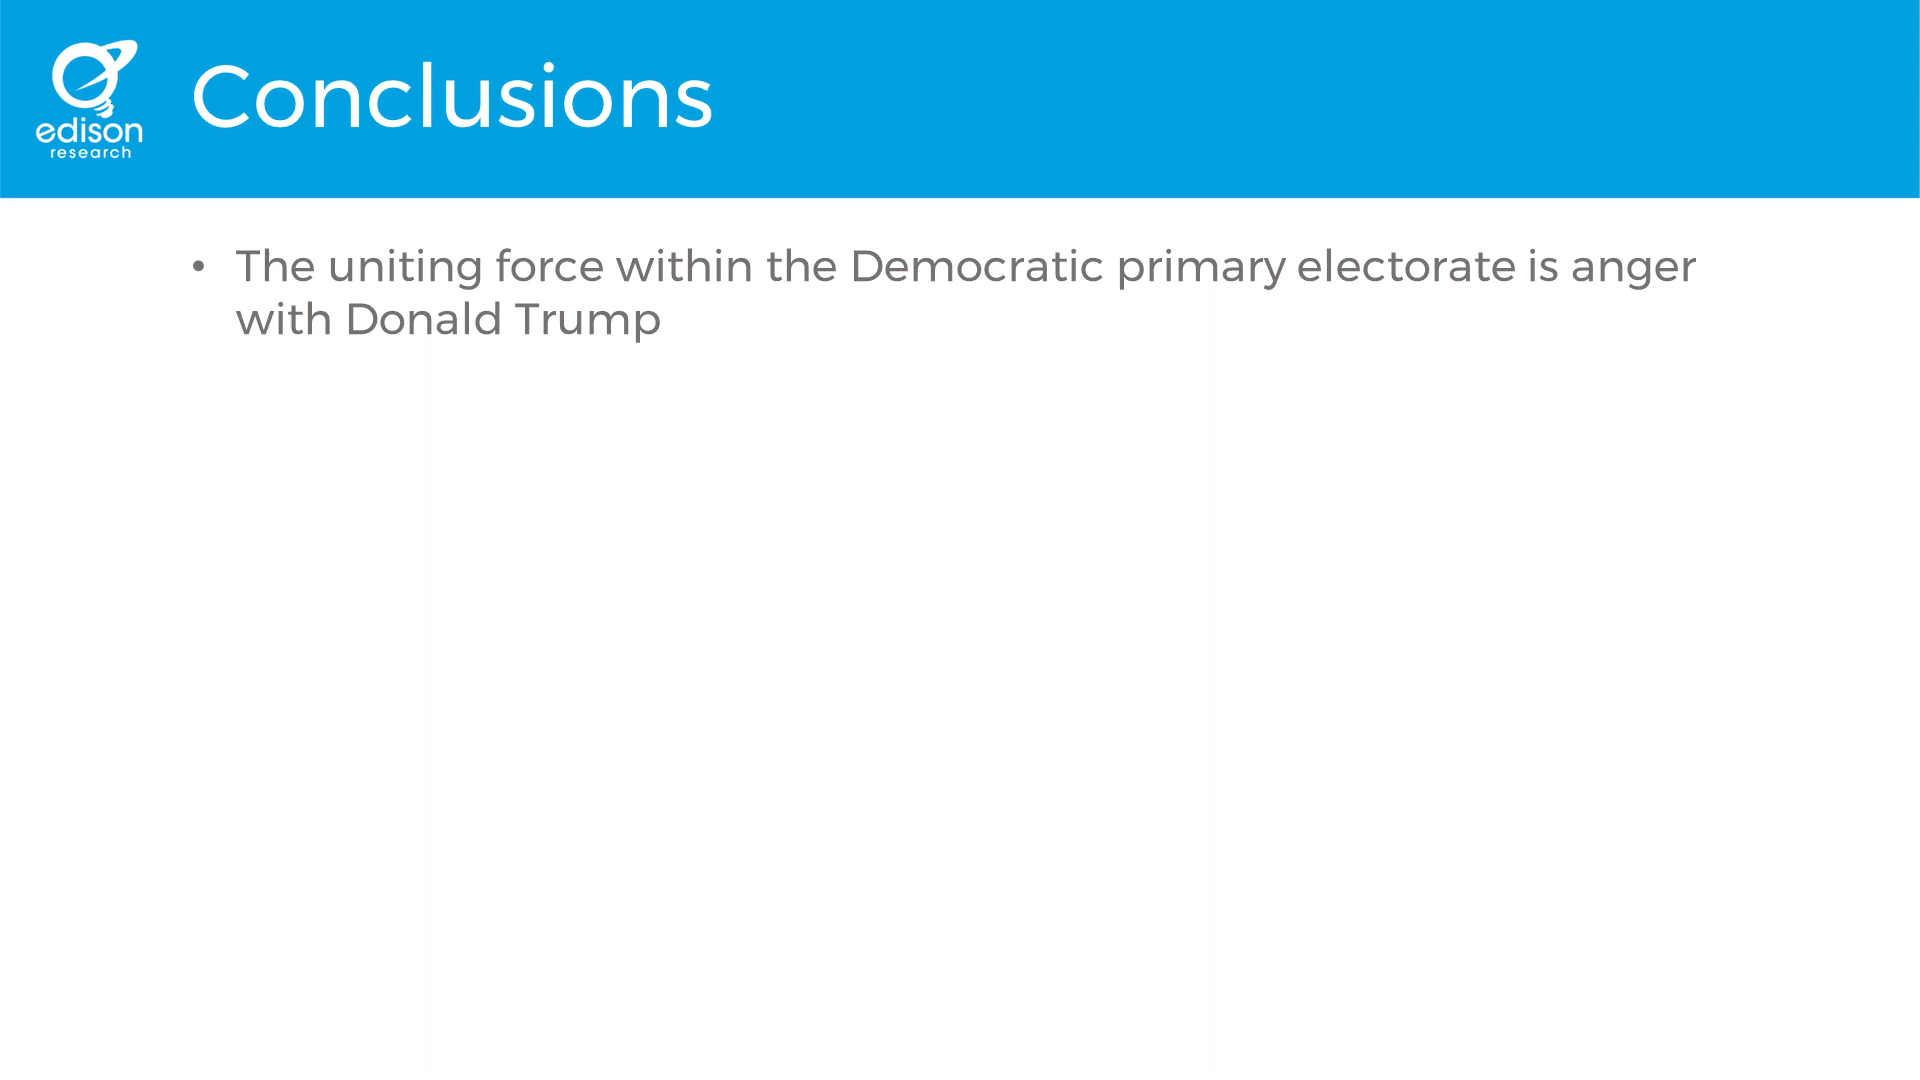 edison
research
Conclusions
• The uniting force within the Democratic primary electorate is anger
with Donald Trump